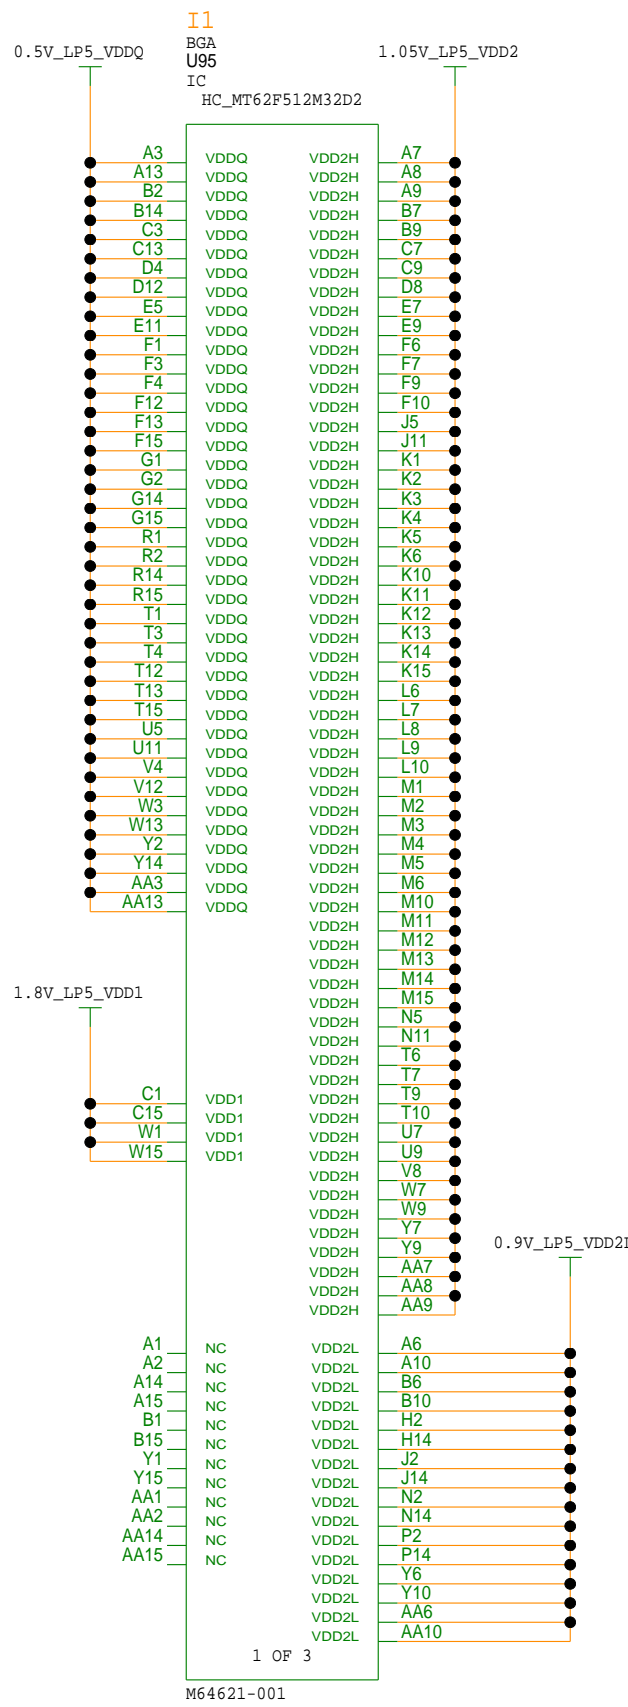 I1
BGA
U95
IC
HC_MT62F512M32D2
0.5V_LP5_VDDQ 1.05V_LP5_VDD2
A3 VDDQ VDD2H A7
A13 VDDQ VDD2H A8
B2 VDDQ VDD2H A9
B14 VDDQ VDD2H B7
C3 VDDQ VDD2H B9
C13 VDDQ VDD2H C7
D4 VDDQ VDD2H C9
D12 VDDQ VDD2H D8
E5 VDDQ VDD2H E7
E11 VDDQ VDD2H E9
F1 VDDQ VDD2H F6
F3 VDDQ VDD2H F7
F4 VDDQ VDD2H F9
F12 VDDQ VDD2H F10
F13 VDDQ VDD2H J5
F15 VDDQ VDD2H J11
G1 VDDQ VDD2H K1
G2 VDDQ VDD2H K2
G14 VDDQ VDD2H K3
G15 VDDQ VDD2H K4
R1 VDDQ VDD2H K5
R2 VDDQ VDD2H K6
R14 VDDQ VDD2H K10
R15 VDDQ VDD2H K11
T1 VDDQ VDD2H K12
T3 VDDQ VDD2H K13
T4 VDDQ VDD2H K14
T12 VDDQ VDD2H K15
T13 VDDQ VDD2H L6
T15 VDDQ VDD2H L7
U5 VDDQ VDD2H L8
U11 VDDQ VDD2H L9
V4 VDDQ VDD2H L10
V12 VDDQ VDD2H M1
W3 VDDQ VDD2H M2
W13 VDDQ VDD2H M3
Y2 VDDQ VDD2H M4
Y14 VDDQ VDD2H M5
AA3 VDDQ VDD2H M6
AA13 VDDQ VDD2H M10
VDD2H M11
VDD2H M12
VDD2H M13
VDD2H M14
1.8V_LP5_VDD1
VDD2H M15
VDD2H N5
VDD2H N11
VDD2H T6
VDD2H T7
C1 VDD1 VDD2H T9
C15 VDD1 VDD2H T10
W1 VDD1 VDD2H U7
W15 VDD1 VDD2H U9
VDD2H V8
VDD2H W7
VDD2H W9
VDD2H Y7
VDD2H Y9
0.9V_LP5_VDD2L
VDD2H AA7
VDD2H AA8
VDD2H AA9
A1 NC VDD2L A6
A2 NC VDD2L A10
A14 NC VDD2L B6
A15 NC VDD2L B10
B1 NC VDD2L H2
B15 NC VDD2L H14
Y1 NC VDD2L J2
Y15 NC VDD2L J14
AA1 NC VDD2L N2
AA2 NC VDD2L N14
AA14 NC VDD2L P2
AA15 NC VDD2L P14
VDD2L Y6
VDD2L Y10
VDD2L AA6
VDD2L AA10
1 OF 3
M64621-001